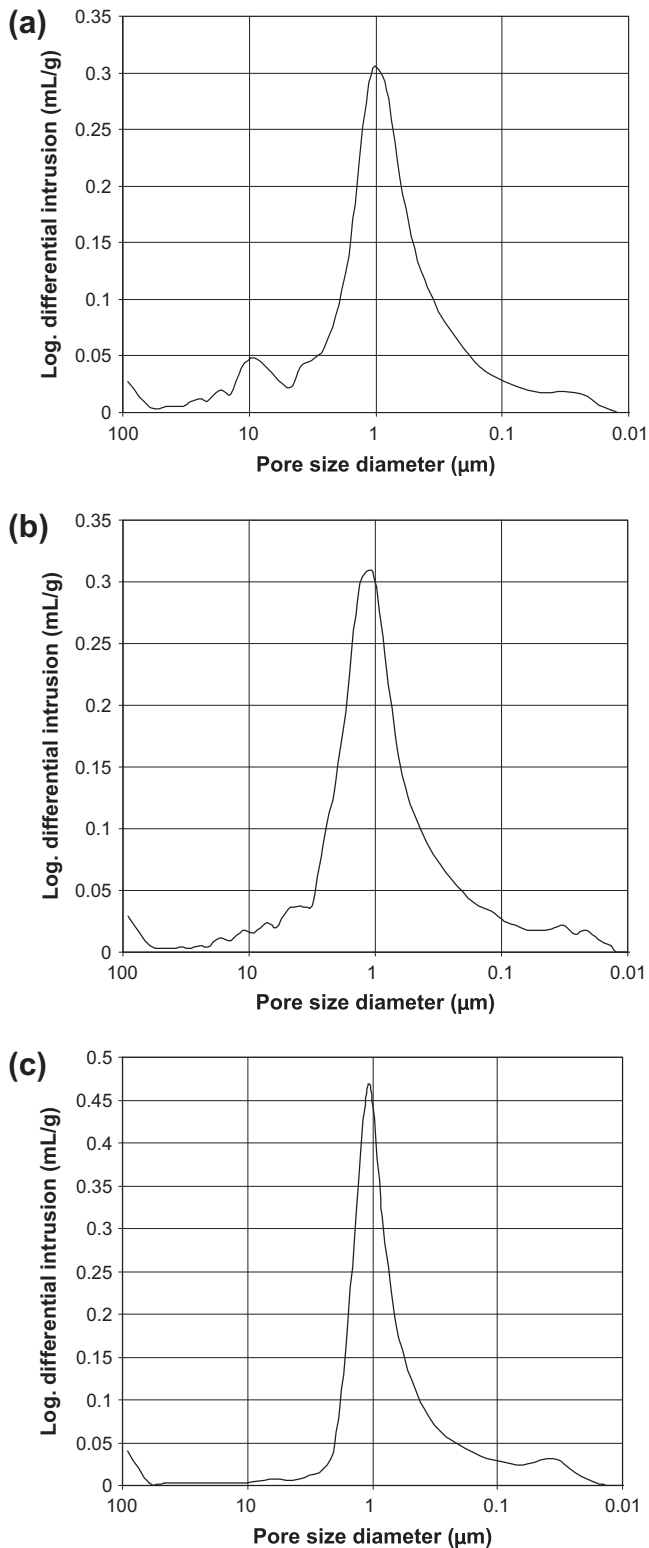 (a)
Log. differential intrusion (mL/g)
0.35
0.3
0.25
0.2
0.15
0.1
0.05
0
100 10 1 0.1 0.01
Pore size diameter (µm)
(b)
Log. differential intrusion (mL/g)
0.35
0.3
0.25
0.2
0.15
0.1
0.05
0
100 10 1 0.1 0.01
Pore size diameter (µm)
(c)
Log. differential intrusion (mL/g)
0.5
0.45
0.4
0.35
0.3
0.25
0.2
0.15
0.1
0.05
0
100 10 1 0.1 0.01
Pore size diameter (µm)